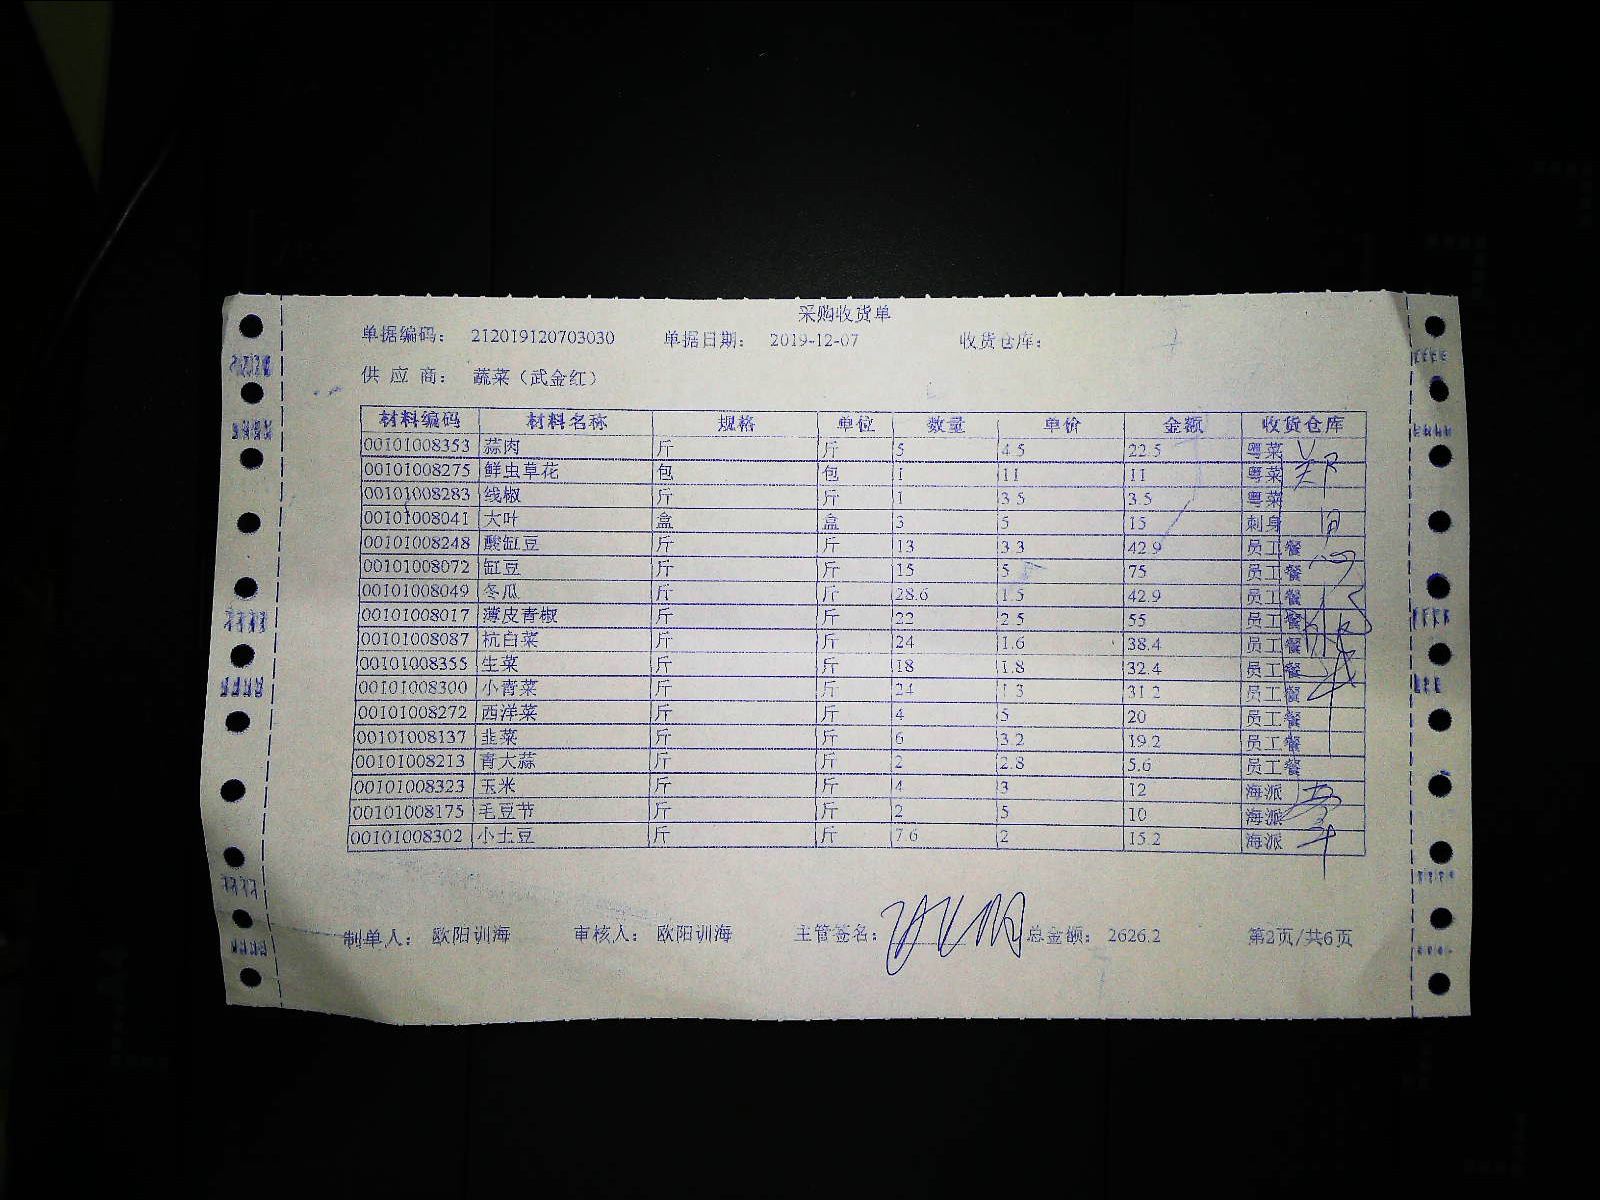 采购收货单
单据编码： 212019120703030 单据日期： 2019-12-07 收货仓库：
供 应 商： 蔬菜（武金红）
材料编码 材料名称 规格 单位 数量 单价 金额 收货仓库
00101008353 蒜肉 斤 斤 5 4.5 22.5 粤菜
00101008275 鲜虫草花 包 包 1 11 11 粤菜
00101008283 线椒 斤 斤 1 3.5 3.5 粤菜
00101008041 大叶 盒 盒 3 5 15 刺身
00101008248 酸缸豆 斤 斤 13 3.3 42.9 员工餐
00101008072 缸豆 斤 斤 15 5 75 员工餐
00101008049 冬瓜 斤 斤 28.6 1.5 42.9 员工餐
00101008017 薄皮青椒 斤 斤 22 2.5 55 员工餐
00101008087 杭白菜 斤 斤 24 1.6 38.4 员工餐
00101008355 生菜 斤 斤 18 1.8 32.4 员工餐
00101008300 小青菜 斤 斤 24 1.3 31.2 员工餐
00101008272 西洋菜 斤 斤 4 5 20 员工餐
00101008137 韭菜 斤 斤 6 3.2 19.2 员工餐
00101008213 青大蒜 斤 斤 2 2.8 5.6 员工餐
00101008323 玉米 斤 斤 4 3 12 海派
00101008175 毛豆节 斤 斤 2 5 10 海派
00101008302 小土豆 斤 斤 7.6 2 15.2 海派
制单人： 欧阳训海 审核人： 欧阳训海 主管签名： 总金额： 2626.2 第2页/共6页